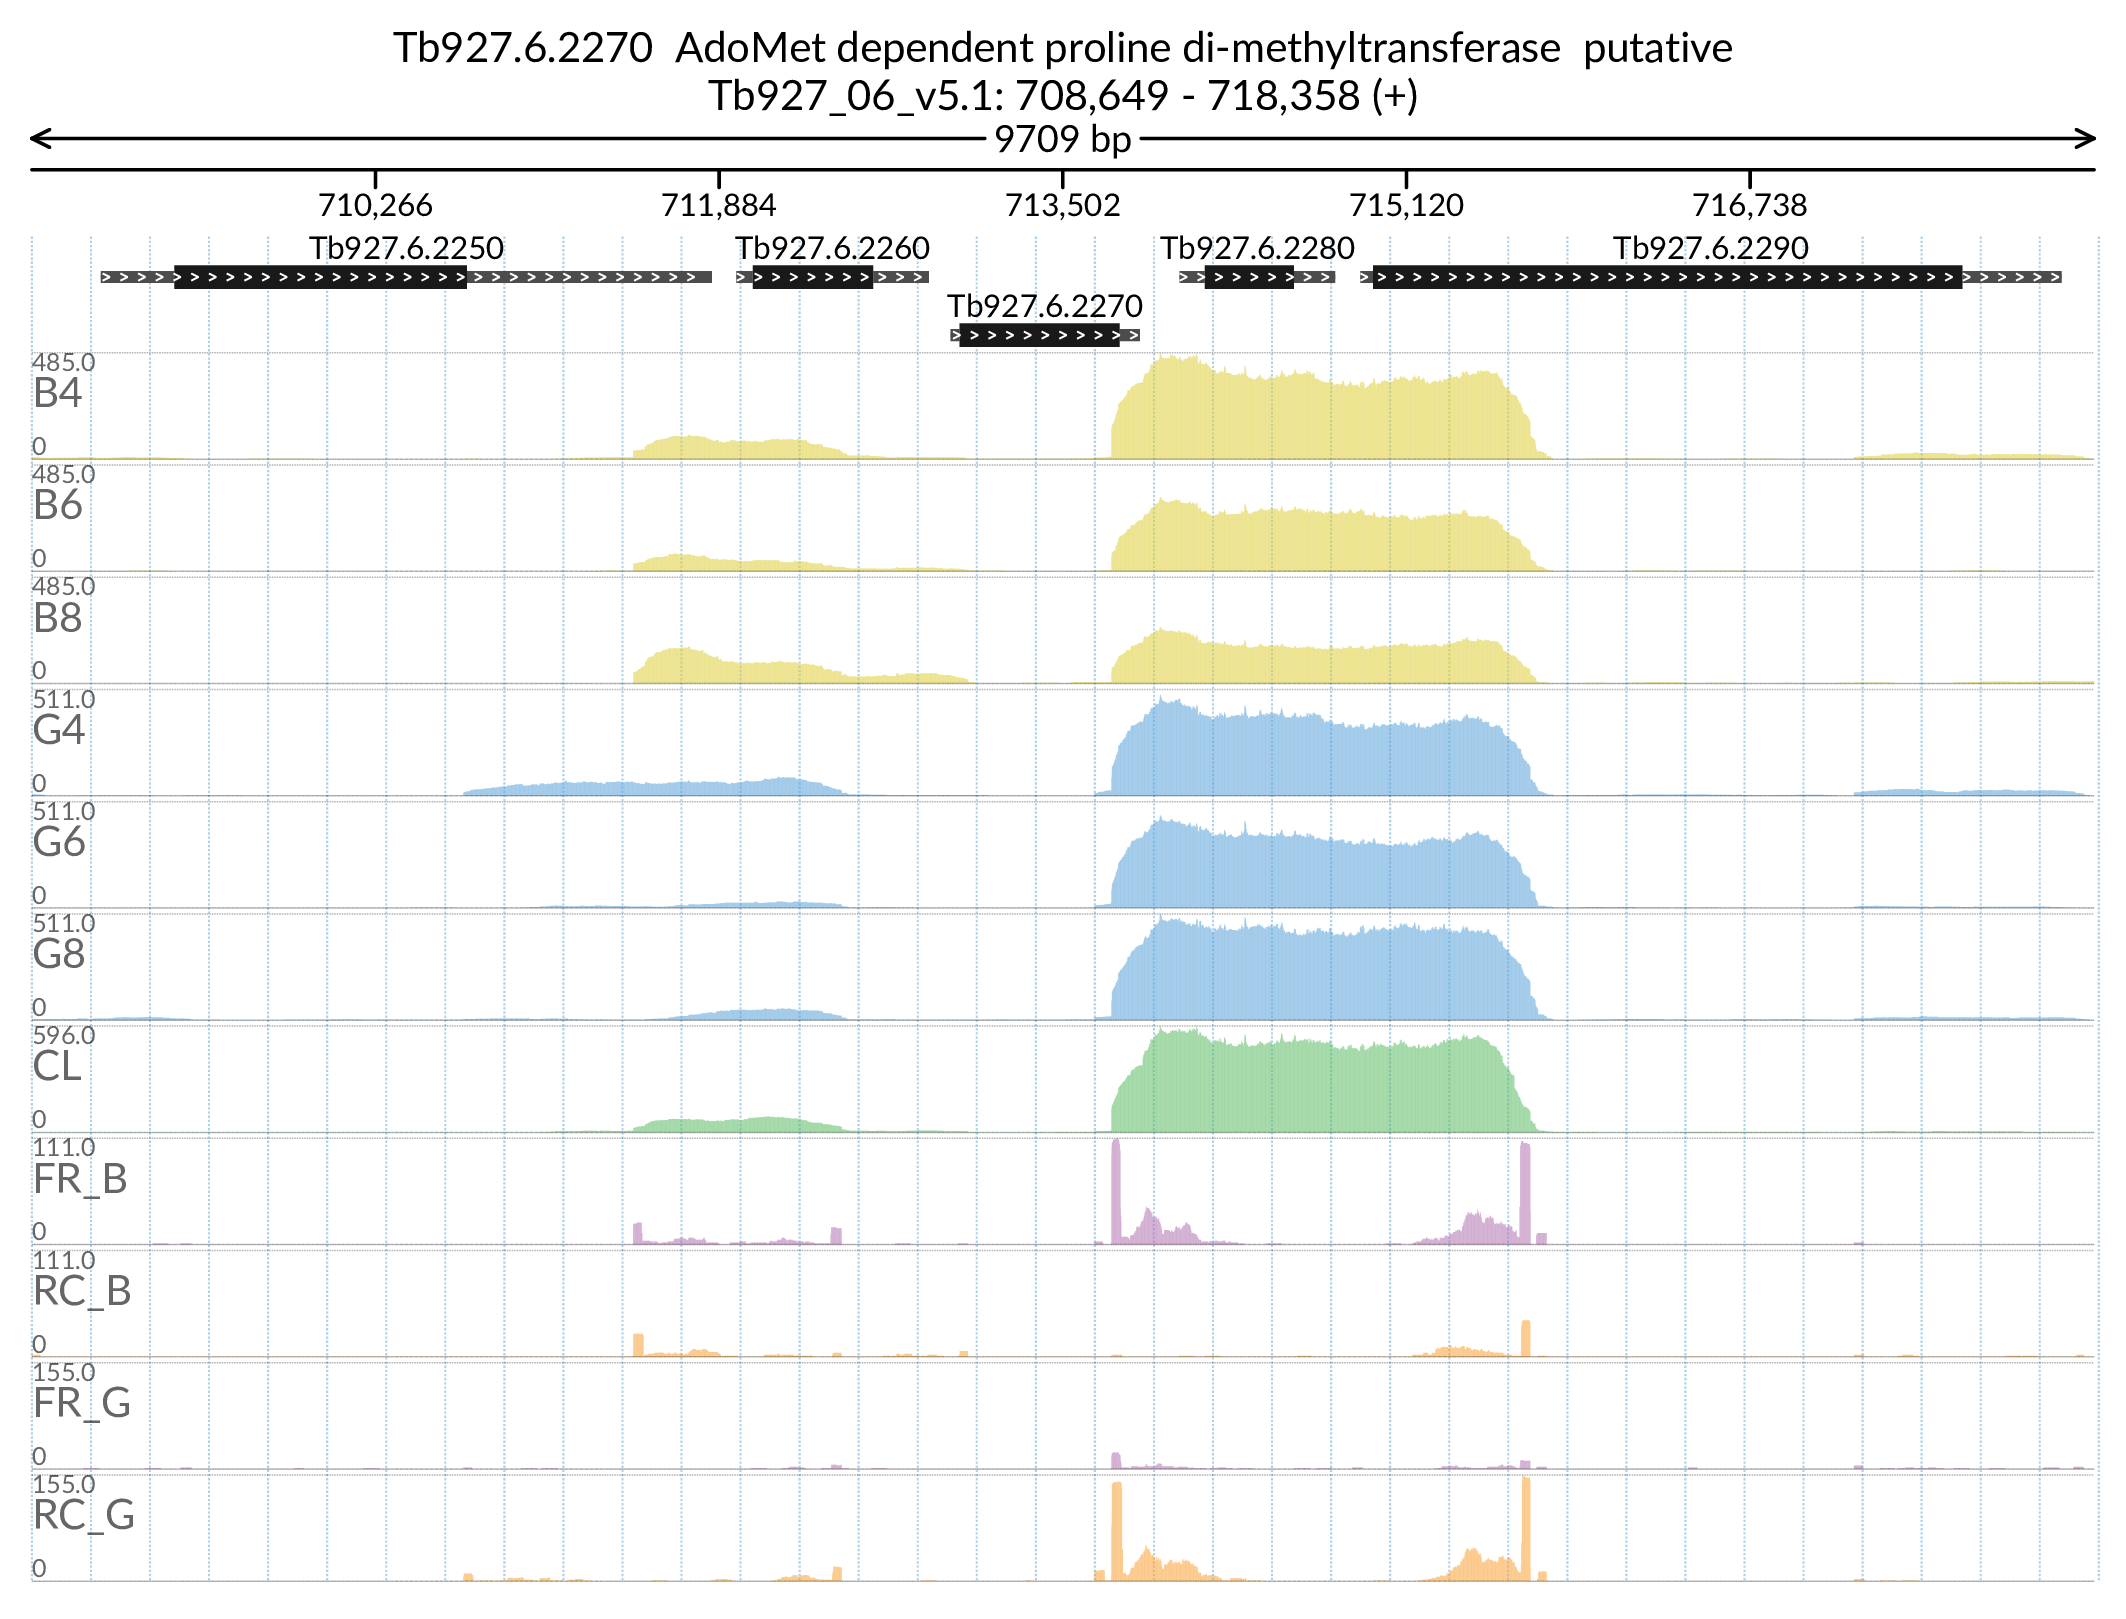 Tb927.6.2270  AdoMet dependent proline di-methyltransferase  putative
Tb927_06_v5.1: 708,649 - 718,358 (+)
9709 bp
710,266 711,884 713,502 715,120 716,738
Tb927.6.2250 Tb927.6.2260 Tb927.6.2280 Tb927.6.2290
Tb927.6.2270
485.0
B4
0
485.0
B6
0
485.0
B8
0
511.0
G4
0
511.0
G6
0
511.0
G8
0
596.0
CL
0
111.0
FR_B
0
111.0
RC_B
0
155.0
FR_G
0
155.0
RC_G
0